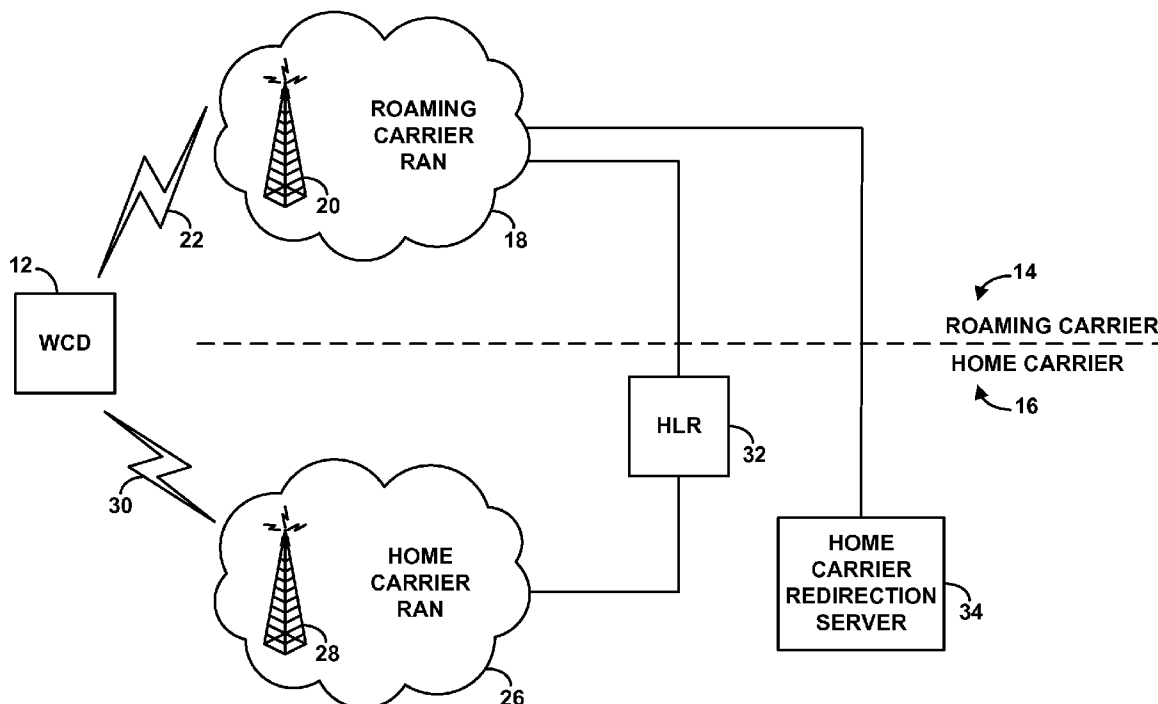 ROAMING
CARRIER
RAN
20
18
22
12
WCD
14
ROAMING CARRIER
HOME CARRIER
16
HLR
32
30
HOME
CARRIER
RAN
28
26
HOME
CARRIER
REDIRECTION
SERVER
34